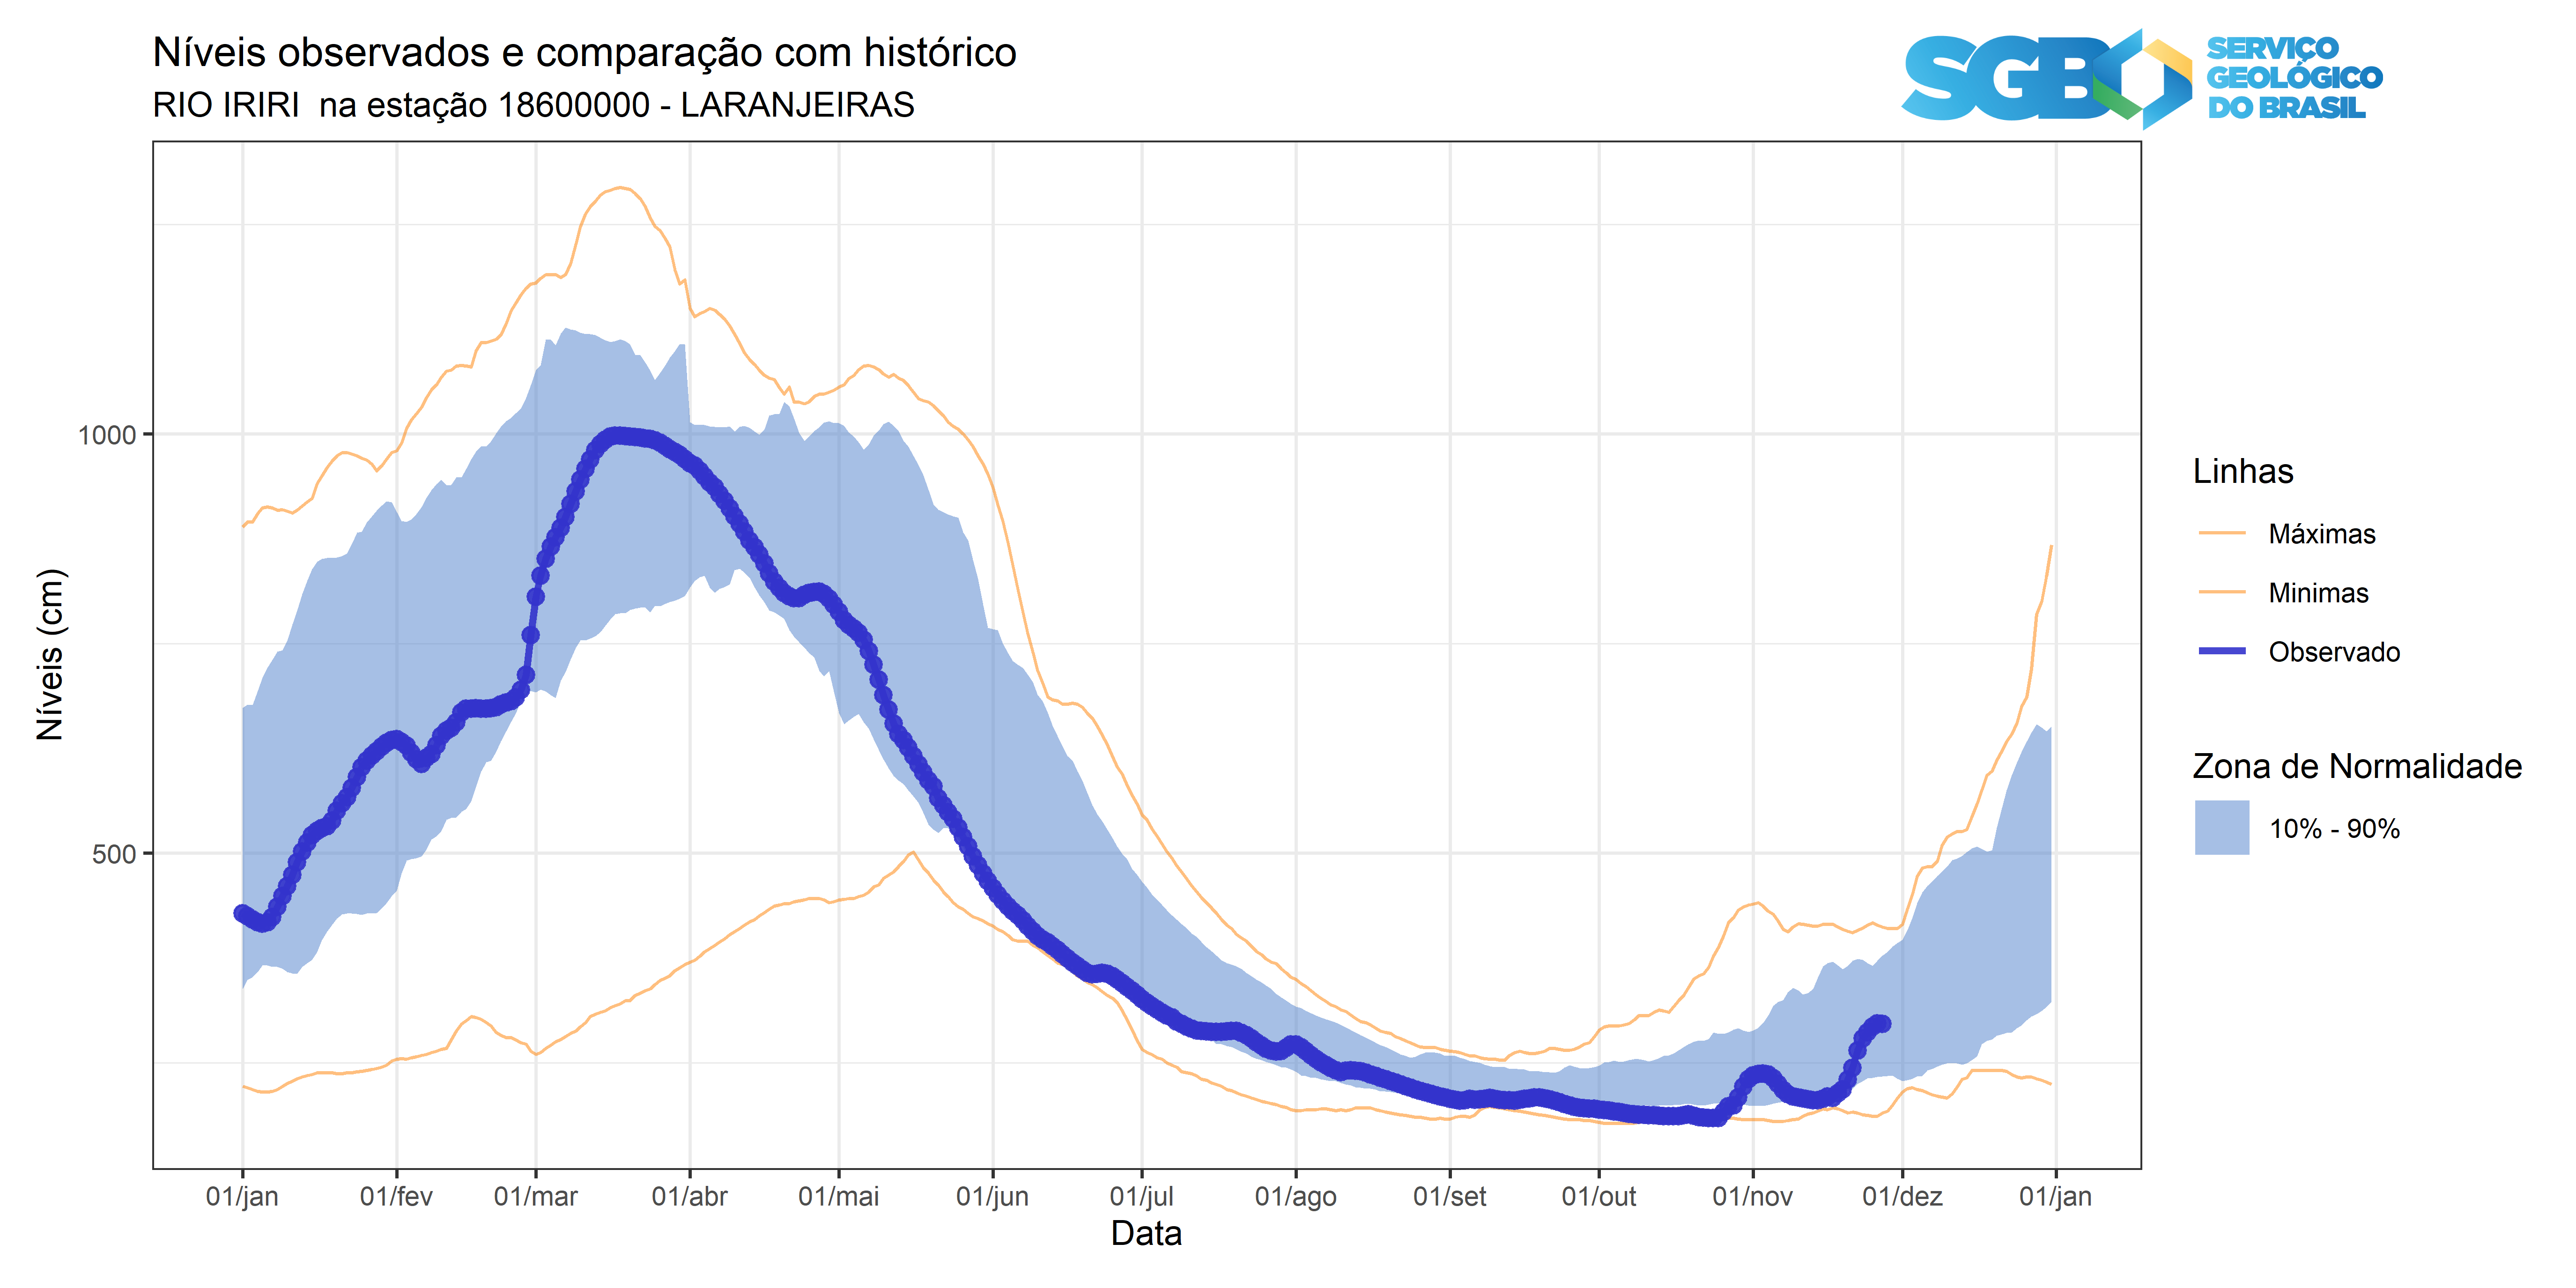 Níveis observados e comparação com histórico
RIO IRIRI  na estação 18600000 - LARANJEIRAS
SGB
SERVIÇO
GEOLÓGICO
DO BRASIL
Níveis (cm)
1000
500
01/jan
01/fev
01/mar
01/abr
01/mai
01/jun
01/jul
01/ago
01/set
01/out
01/nov
01/dez
01/jan
Data
Linhas
Máximas
Minimas
Observado
Zona de Normalidade
10% - 90%